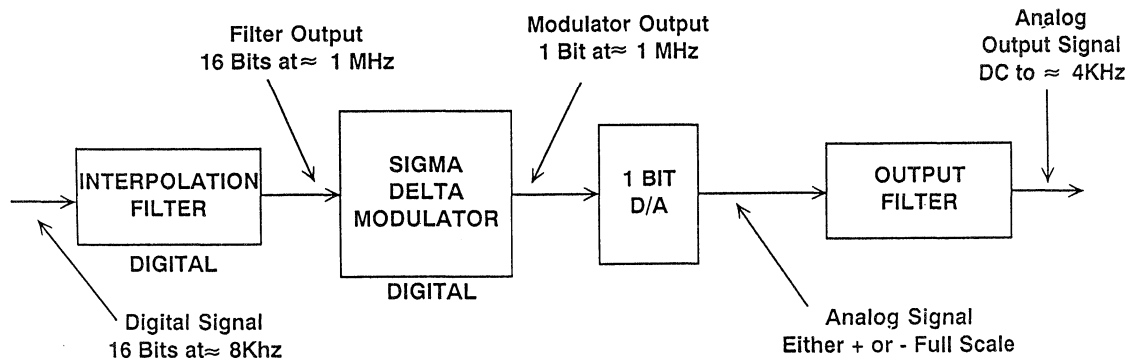 Filter Output
16 Bits at≈ 1 MHz
Modulator Output
1 Bit at≈ 1 MHz
Analog
Output Signal
DC to ≈ 4KHz
INTERPOLATION
FILTER
DIGITAL
SIGMA
DELTA
MODULATOR
DIGITAL
1 BIT
D/A
OUTPUT
FILTER
Digital Signal
16 Bits at≈ 8Khz
Analog Signal
Either + or - Full Scale